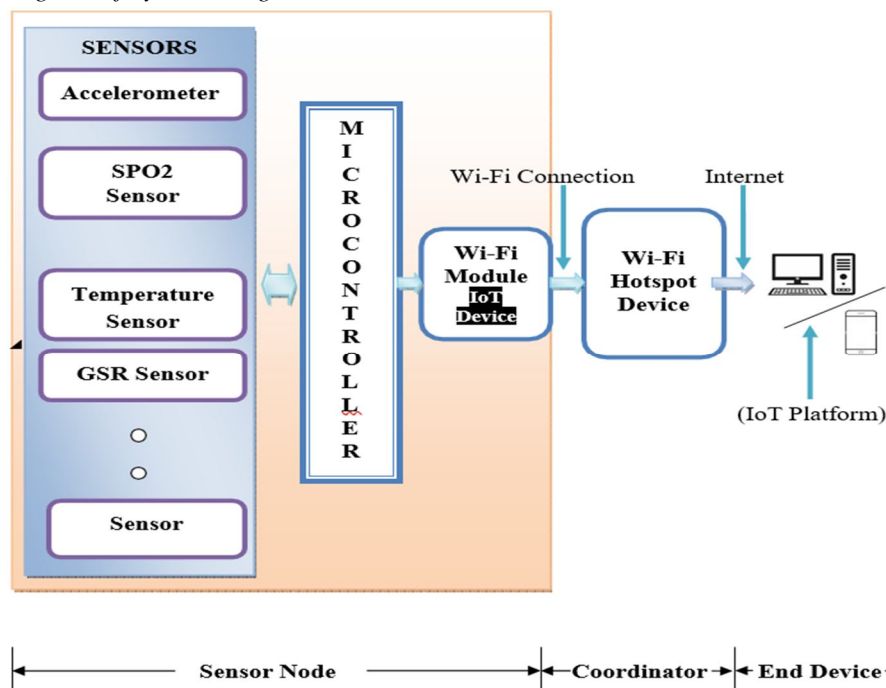 SENSORS
Accelerometer
SPO2
Sensor
Temperature
Sensor
GSR Sensor
Sensor
MICROCONTROLLER
Wi-Fi Connection
Wi-Fi
Module
IoT
Device
Wi-Fi
Hotspot
Device
Internet
(IoT Platform)
Sensor Node
Coordinator
End Device